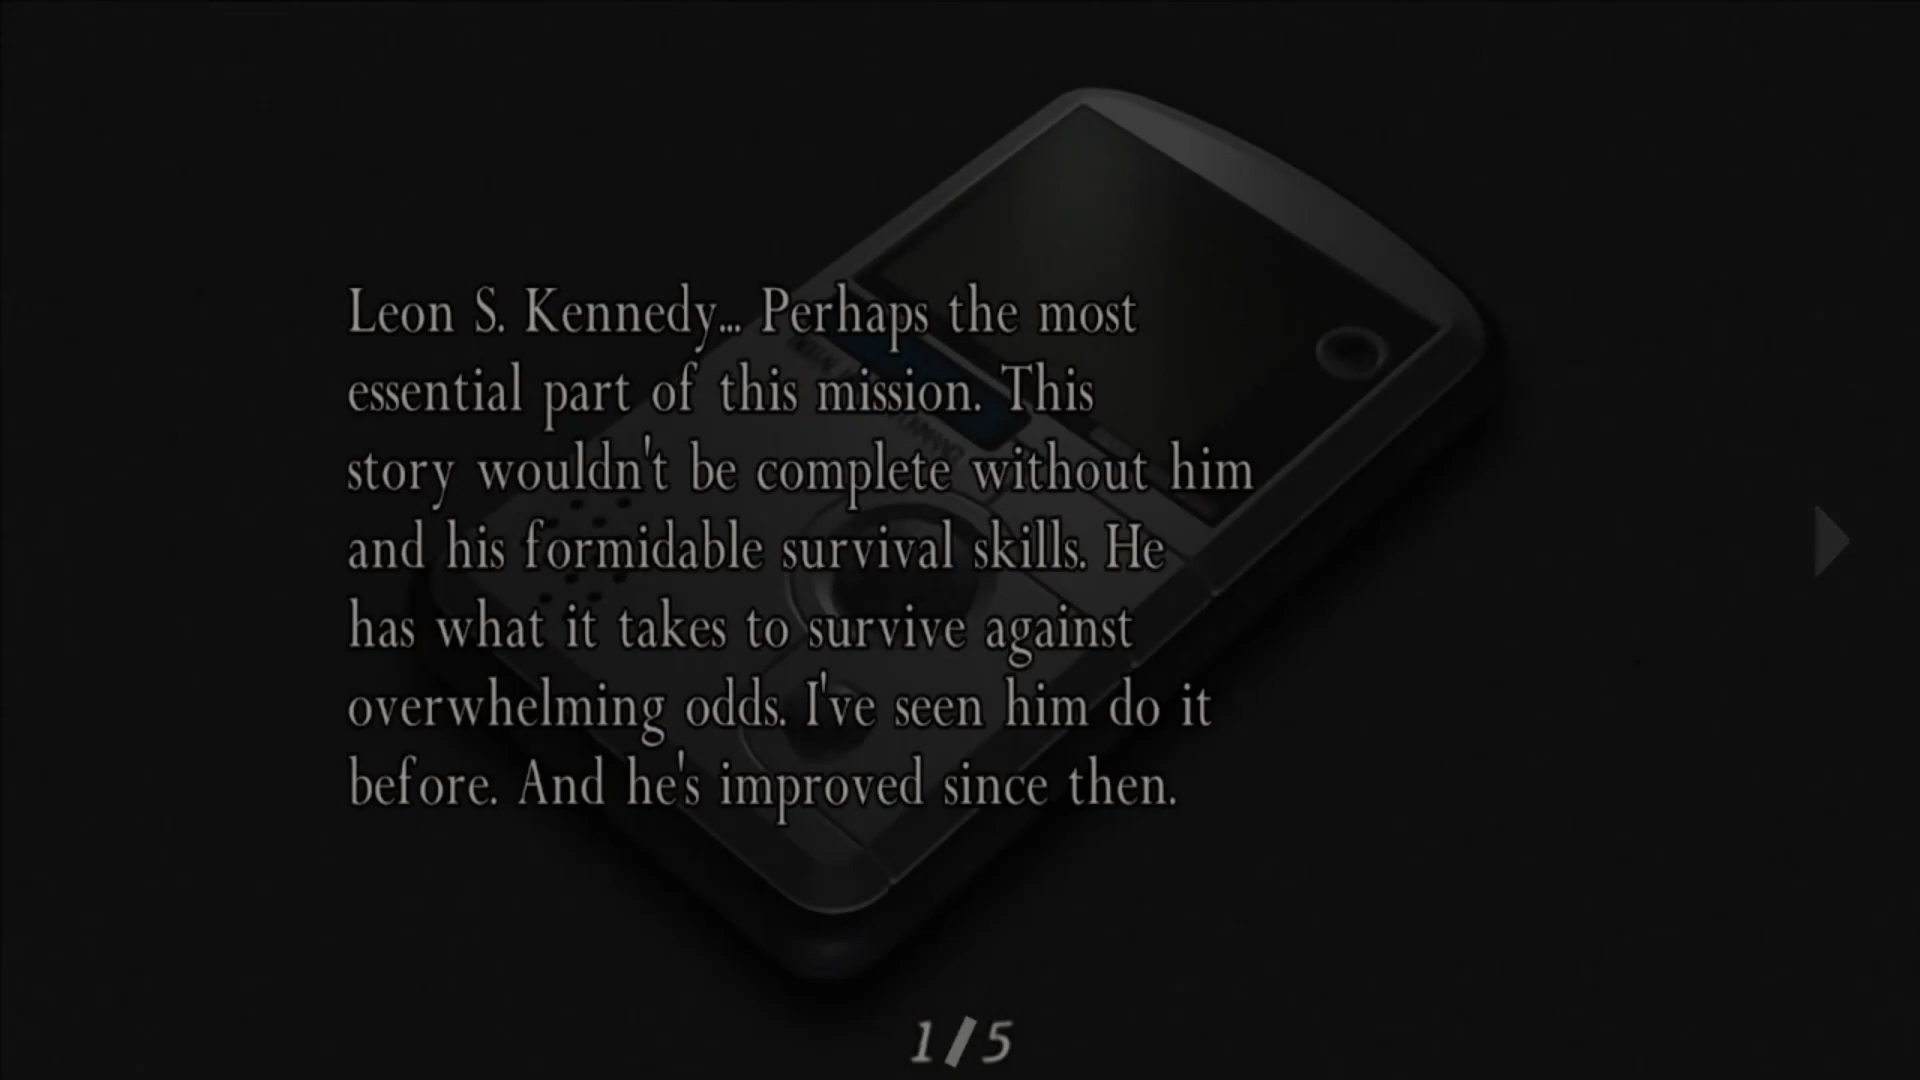 Leon S. Kennedy... Perhaps the most
essential part of this mission. This
story wouldn't be complete without him
and his formidable survival skills. He
has what it takes to survive against
overwhelming odds. I've seen him do it
before. And he's improved since then.
1/5